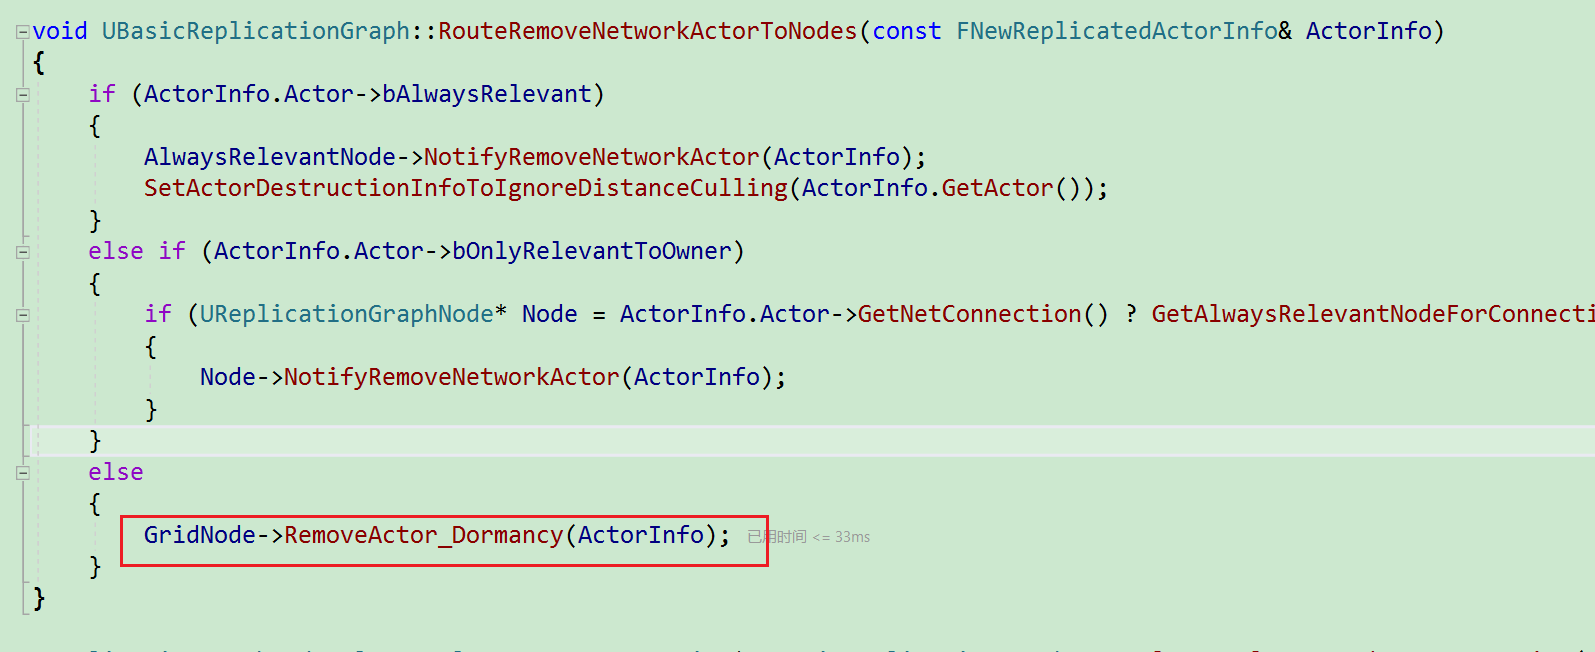 void UBasicReplicationGraph::RouteRemoveNetworkActorToNodes(const FNewReplicatedActorInfo& ActorInfo)
{
if (ActorInfo.Actor->bAlwaysRelevant)
{
AlwaysRelevantNode->NotifyRemoveNetworkActor(ActorInfo);
SetActorDestructionInfoToIgnoreDistanceCulling(ActorInfo.GetActor());
}
else if (ActorInfo.Actor->bOnlyRelevantToOwner)
{
if (UReplicationGraphNode* Node = ActorInfo.Actor->GetNetConnection() ? GetAlwaysRelevantNodeForConnecti
{
Node->NotifyRemoveNetworkActor(ActorInfo);
}
}
else
{
GridNode->RemoveActor_Dormancy(ActorInfo); 已用时间 <= 33ms
}
}